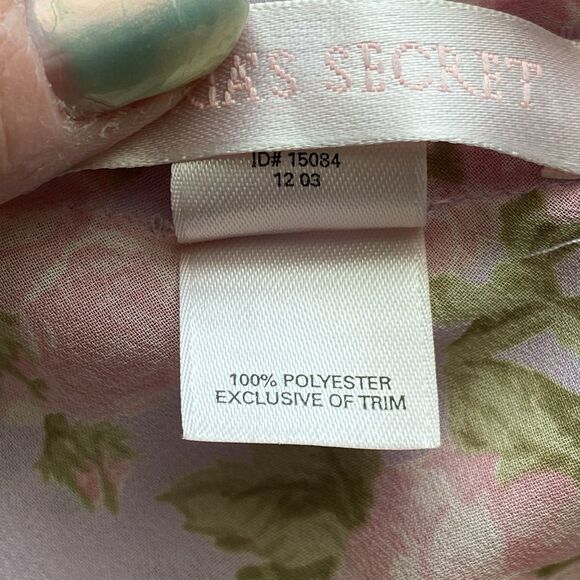 IA'S SECRET
ID# 15084
12 03
100% POLYESTER
EXCLUSIVE OF TRIM